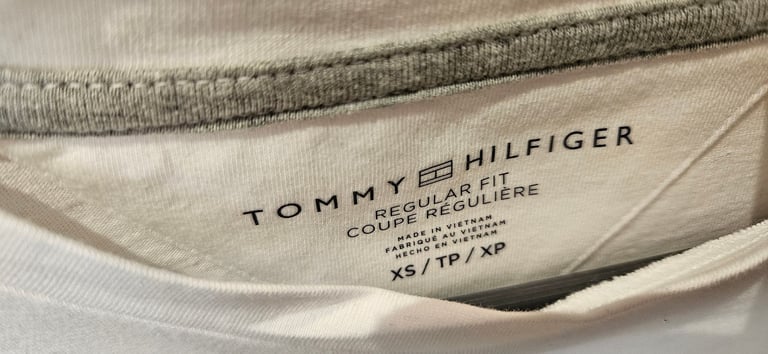 TOMMY HILFIGER
REGULAR FIT
COUPE RÉGULIÈRE
MADE IN VIETNAM
FABRIQUÉ AU VIETNAM
HECHO EN VIETNAM
XS / TP / XP